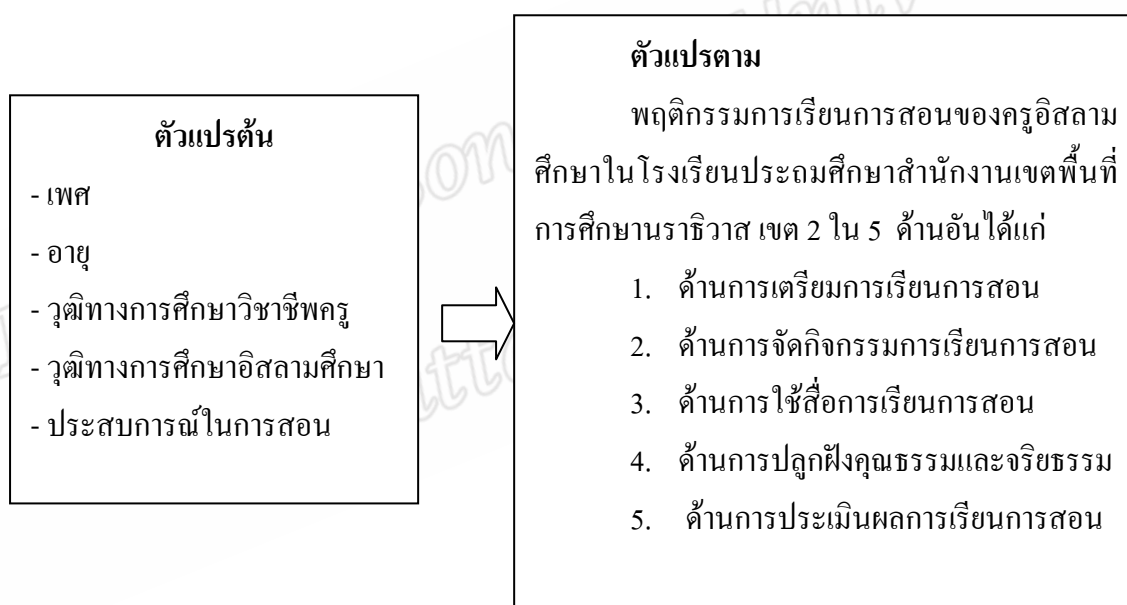 ตัวแปรต้น
- เพศ
- อายุ
- วุฒิทางการศึกษาวิชาชีพครู
- วุฒิทางการศึกษาอิสลามศึกษา
- ประสบการณ์ในการสอน
ตัวแปรตาม
พฤติกรรมการเรียนการสอนของครูอิสลาม
ศึกษาในโรงเรียนประถมศึกษาสำนักงานเขตพื้นที่
การศึกษานราธิวาส เขต 2 ใน 5 ด้านอันได้แก่
1. ด้านการเตรียมการเรียนการสอน
2. ด้านการจัดกิจกรรมการเรียนการสอน
3. ด้านการใช้สื่อการเรียนการสอน
4. ด้านการปลูกฝังคุณธรรมและจริยธรรม
5. ด้านการประเมินผลการเรียนการสอน